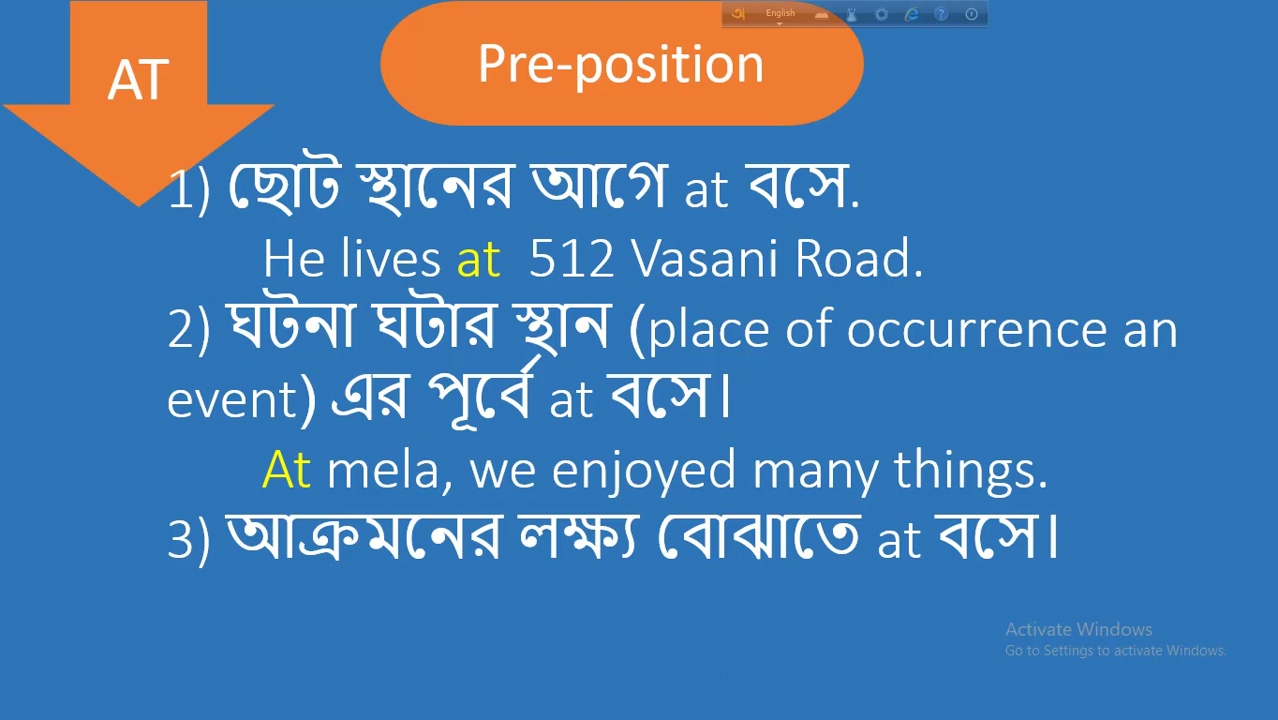 English
AT
Pre-position
1) ছোট স্থানের আগে at বসে.
He lives at 512 Vasani Road.
2) ঘটনা ঘটার স্থান (place of occurrence an
event) এর পূর্বে at বসে।
At mela, we enjoyed many things.
3) আক্রমনের লক্ষ্য বোঝাতে at বসে।
Activate Windows
Go to Settings to activate Windows.